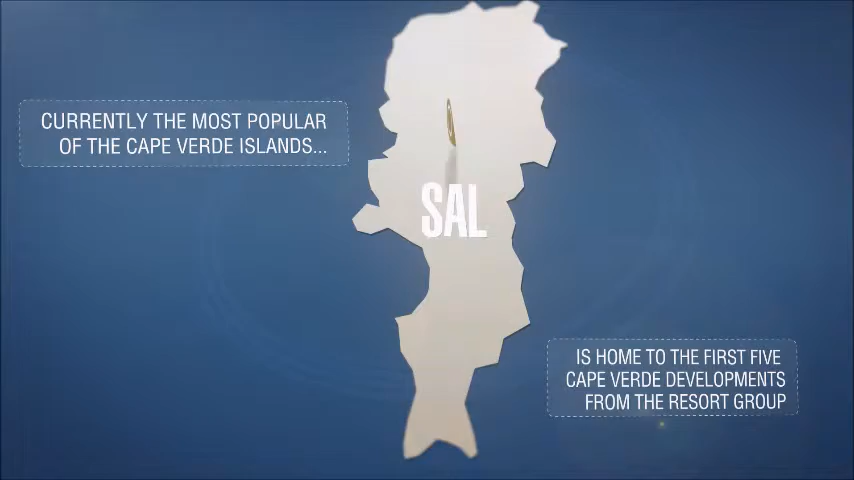 CURRENTLY THE MOST POPULAR
OF THE CAPE VERDE ISLANDS...
SAL
IS HOME TO THE FIRST FIVE
CAPE VERDE DEVELOPMENTS
FROM THE RESORT GROUP